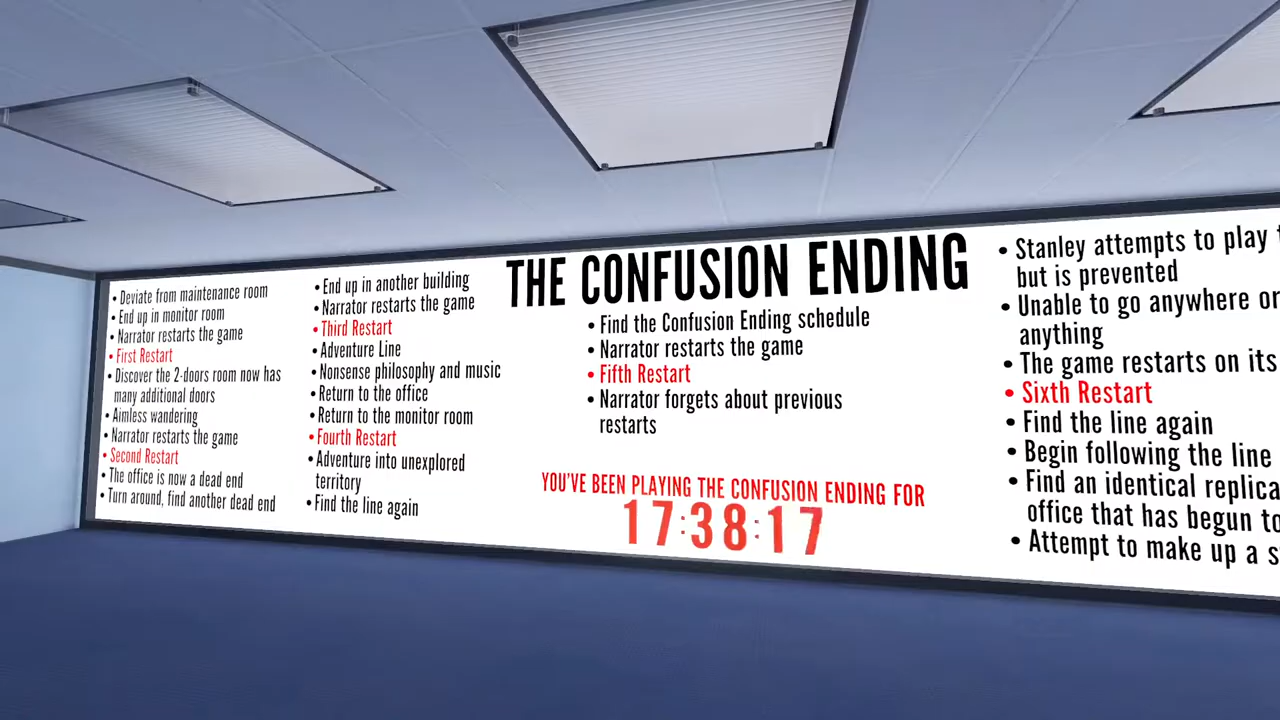 • Deviate from maintenance room
• End up in monitor room
• Narrator restarts the game
• First Restart
• Discover the 2-doors room now has
many additional doors
• Aimless wandering
• Narrator restarts the game
• Second Restart
• The office is now a dead end
• Turn around, find another dead end
• End up in another building
• Narrator restarts the game
• Third Restart
• Adventure Line
• Nonsense philosophy and music
• Return to the office
• Return to the monitor room
• Fourth Restart
• Adventure into unexplored
territory
• Find the line again
THE CONFUSION ENDING
• Find the Confusion Ending schedule
• Narrator restarts the game
• Fifth Restart
• Narrator forgets about previous
restarts
YOU'VE BEEN PLAYING THE CONFUSION ENDING FOR
17:38:17
• Stanley attempts to play
but is prevented
• Unable to go anywhere or
anything
• The game restarts on its
• Sixth Restart
• Find the line again
• Begin following the line
• Find an identical replica
office that has begun to
• Attempt to make up a